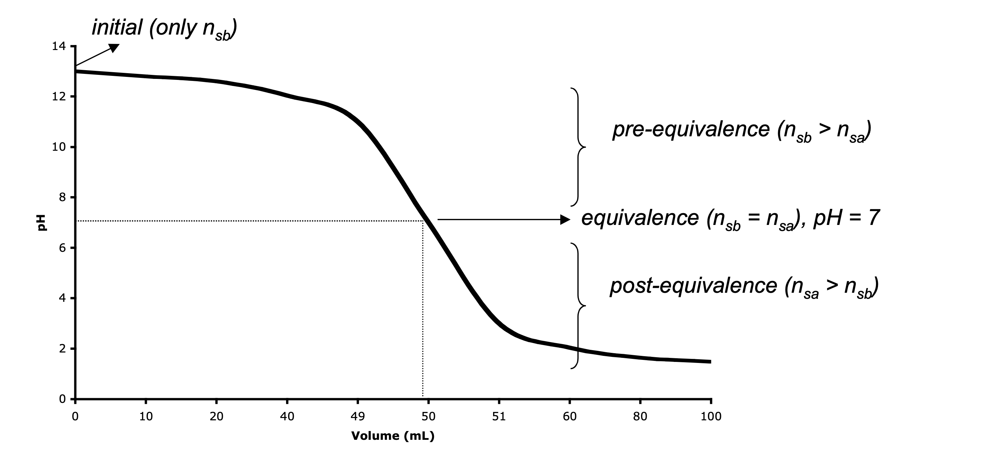 initial (only nsb)
14
12
10
8
6
4
2
0
pH
pre-equivalence (nsb > nsa)
equivalence (nsb = nsa), pH = 7
post-equivalence (nsa > nsb)
0 10 20 40 49 50 51 60 80 100
Volume (mL)